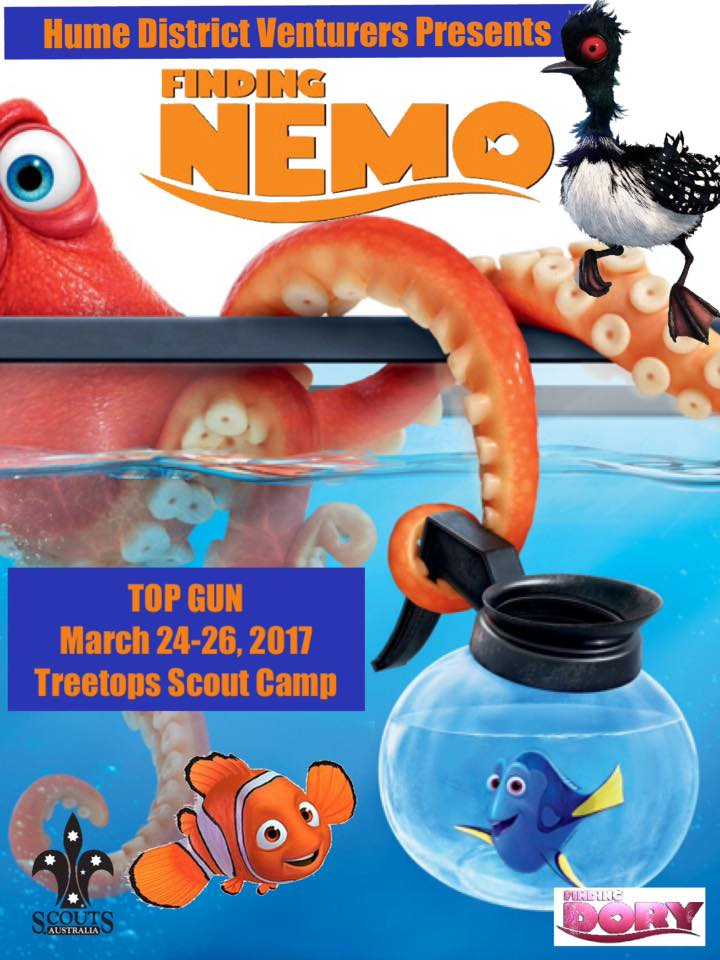 Hume District Venturers Presents
FINDING
NEMO
TOP GUN
March 24-26, 2017
Treetops Scout Camp
SCOUTS
AUSTRALIA
FINDING
DORY